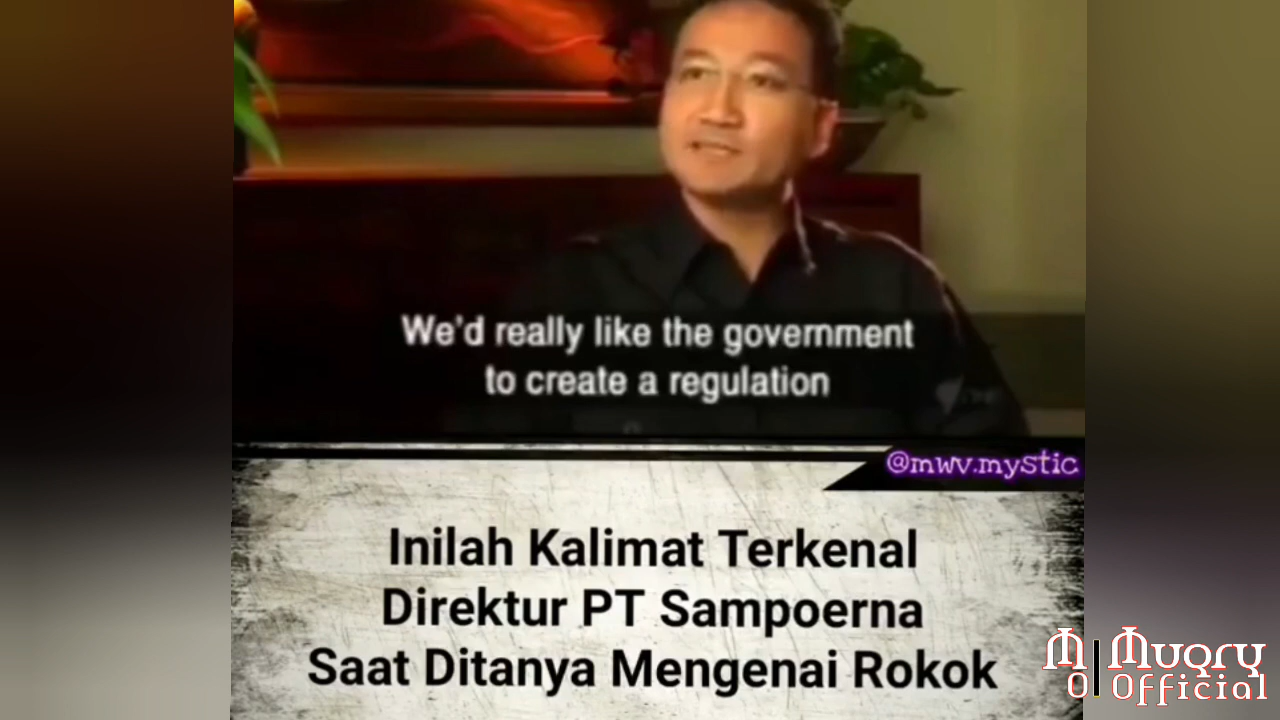 We'd really like the government
to create a regulation
@mwv.mystic
Inilah Kalimat Terkenal
Direktur PT Sampoerna
Saat Ditanya Mengenai Rokok
Muqry
Official